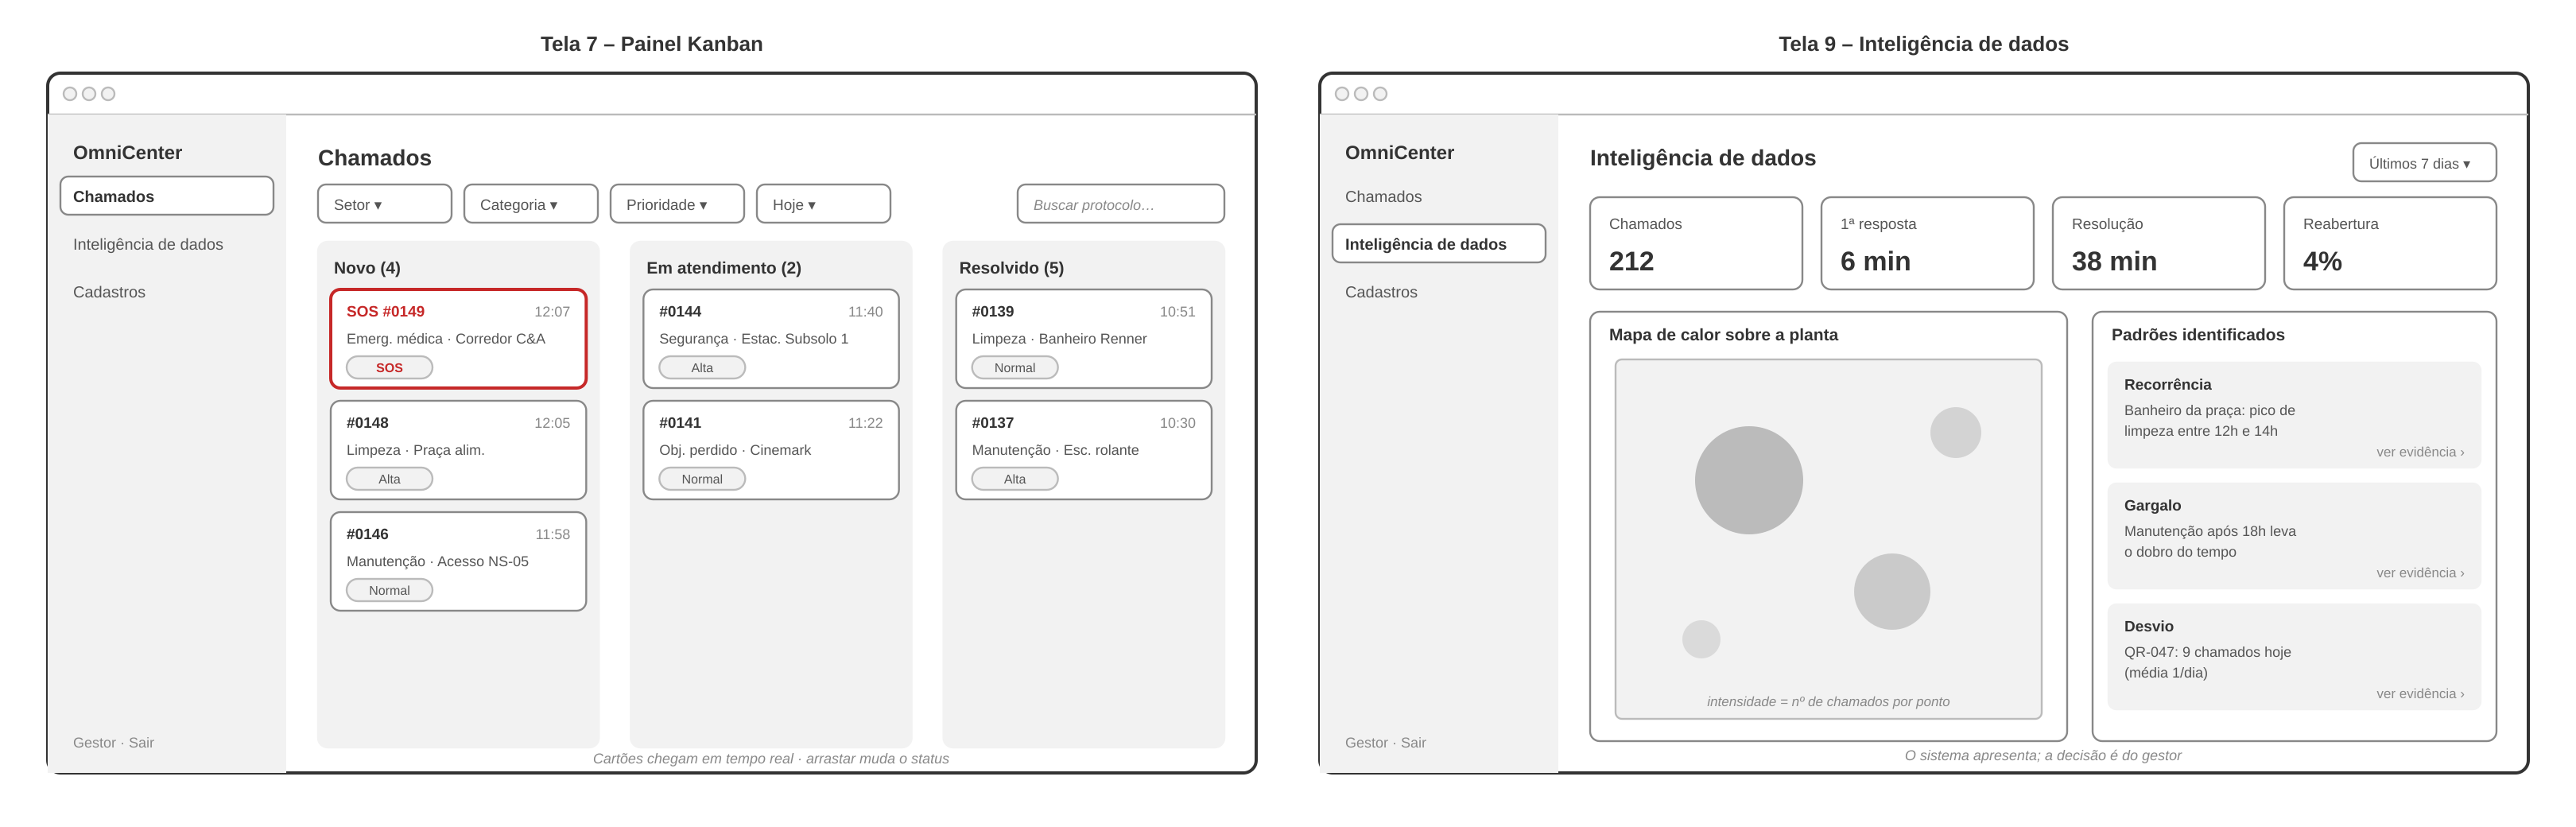 Tela 7 – Painel Kanban
OmniCenter
Chamados
Inteligência de dados
Cadastros
Gestor · Sair
Chamados
Setor ▾
Categoria ▾
Prioridade ▾
Hoje ▾
Buscar protocolo…
Novo (4)
SOS #0149 12:07
Emerg. médica · Corredor C&A
SOS
#0148 12:05
Limpeza · Praça alim.
Alta
#0146 11:58
Manutenção · Acesso NS-05
Normal
Em atendimento (2)
#0144 11:40
Segurança · Estac. Subsolo 1
Alta
#0141 11:22
Obj. perdido · Cinemark
Normal
Resolvido (5)
#0139 10:51
Limpeza · Banheiro Renner
Normal
#0137 10:30
Manutenção · Esc. rolante
Alta
Cartões chegam em tempo real · arrastar muda o status
Tela 9 – Inteligência de dados
OmniCenter
Chamados
Inteligência de dados
Cadastros
Gestor · Sair
Inteligência de dados
Últimos 7 dias ▾
Chamados
212
1ª resposta
6 min
Resolução
38 min
Reabertura
4%
Mapa de calor sobre a planta
intensidade = nº de chamados por ponto
Padrões identificados
Recorrência
Banheiro da praça: pico de
limpeza entre 12h e 14h
ver evidência ›
Gargalo
Manutenção após 18h leva
o dobro do tempo
ver evidência ›
Desvio
QR-047: 9 chamados hoje
(média 1/dia)
ver evidência ›
O sistema apresenta; a decisão é do gestor